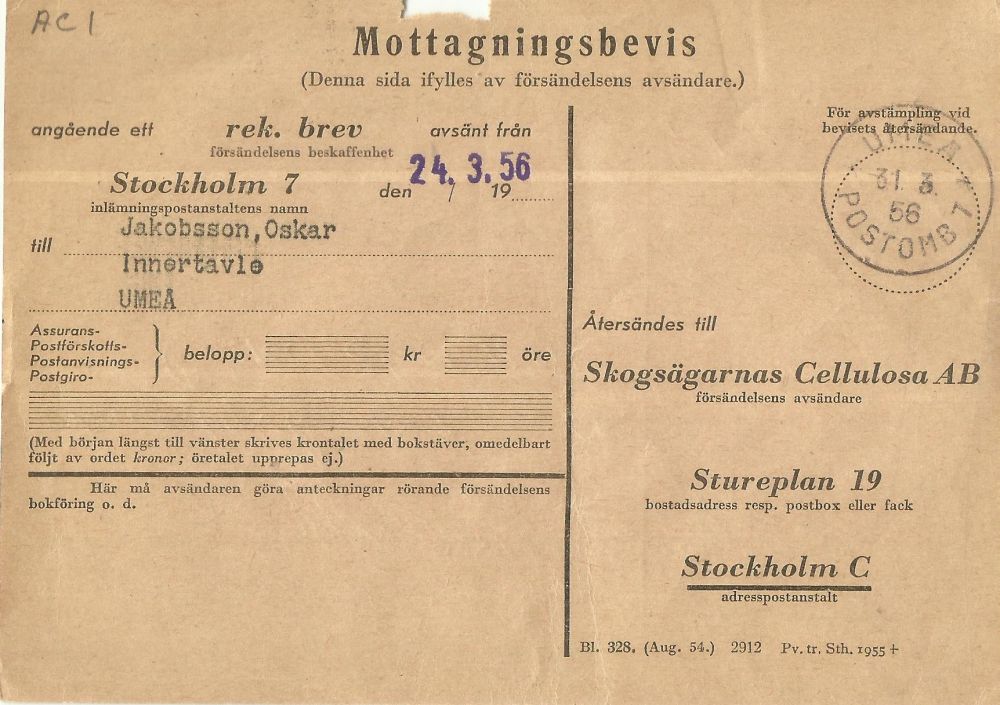 AC 1
Mottagningsbevis
(Denna sida ifylles av försändelsens avsändare.)
angående ett rek. brev avsänt från
försändelsens beskaffenhet
Stockholm 7 den / 19
24. 3. 56
inlämningspostanstaltens namn
till Jakobsson, Oskar
Innertavle
UMEÅ
Assurans-
Postförskotts-
Postanvisnings-
Postgiro-
belopp: kr öre
(Med början längst till vänster skrives krontalet med bokstäver, omedelbart
följt av ordet kronor; öretalet upprepas ej.)
Här må avsändaren göra anteckningar rörande försändelsens
bokföring o. d.
För avstämpling vid
bevisets återsändande.
UMEÅ 1
31. 3.
56
POSTOMB 7
Återsändes till
Skogsägarnas Cellulosa AB
försändelsens avsändare
Stureplan 19
bostadsadress resp. postbox eller fack
Stockholm C
adresspostanstalt
Bl. 328. (Aug. 54.) 2912 Pv. tr. Sth. 1955 +